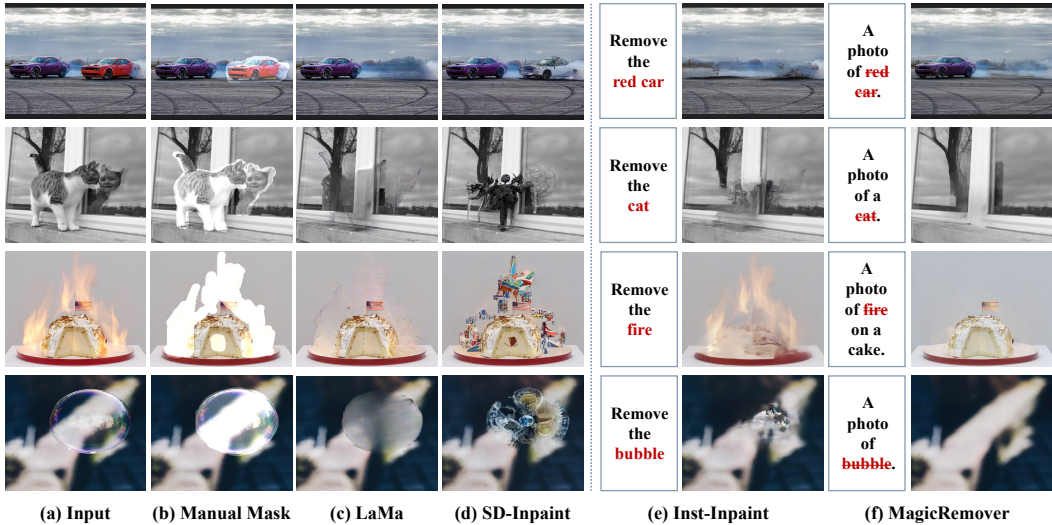 Remove
the
red car
A
photo
of red
car.
Remove
the
cat
A
photo
of a
cat.
Remove
the
fire
A
photo
of fire
on a
cake.
Remove
the
bubble
A
photo
of
bubble.
(a) Input
(b) Manual Mask
(c) LaMa
(d) SD-Inpaint
(e) Inst-Inpaint
(f) MagicRemover